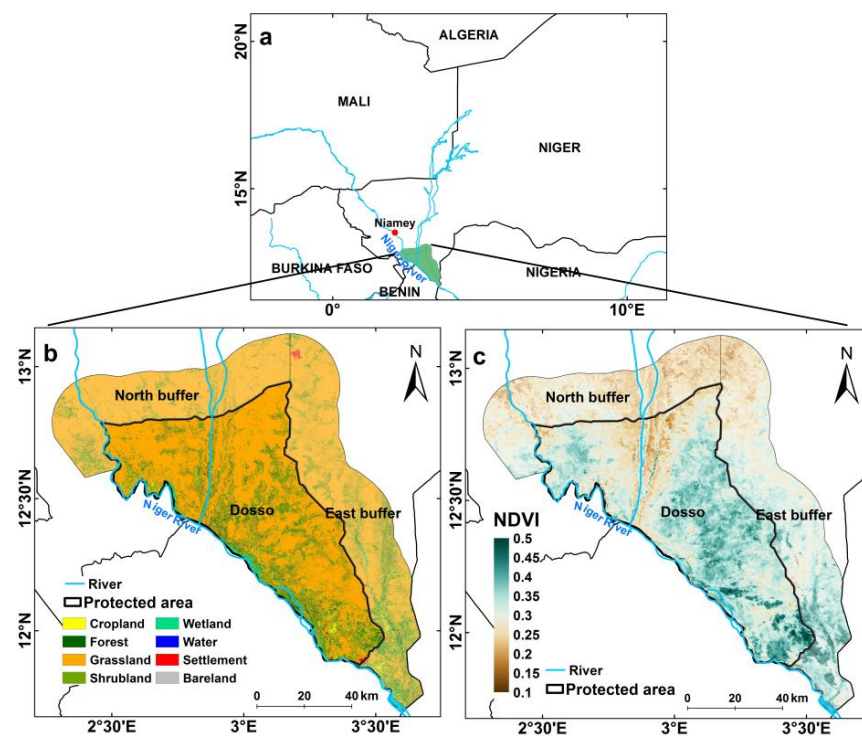 a
20°N
15°N
ALGERIA
MALI
NIGER
Niamey
Niger River
BURKINA FASO
BENIN
NIGERIA
0°
10°E
b
N
13°N
12°30'N
12°N
North buffer
Dosso
East buffer
Niger River
River
Protected area
Cropland
Wetland
Forest
Water
Grassland
Settlement
Shrubland
Bareland
0 20 40 km
2°30'E
3°E
3°30'E
c
N
13°N
12°30'N
12°N
North buffer
Dosso
East buffer
Niger River
NDVI
0.5
0.45
0.4
0.35
0.3
0.25
0.2
0.15
0.1
River
Protected area
0 20 40 km
2°30'E
3°E
3°30'E